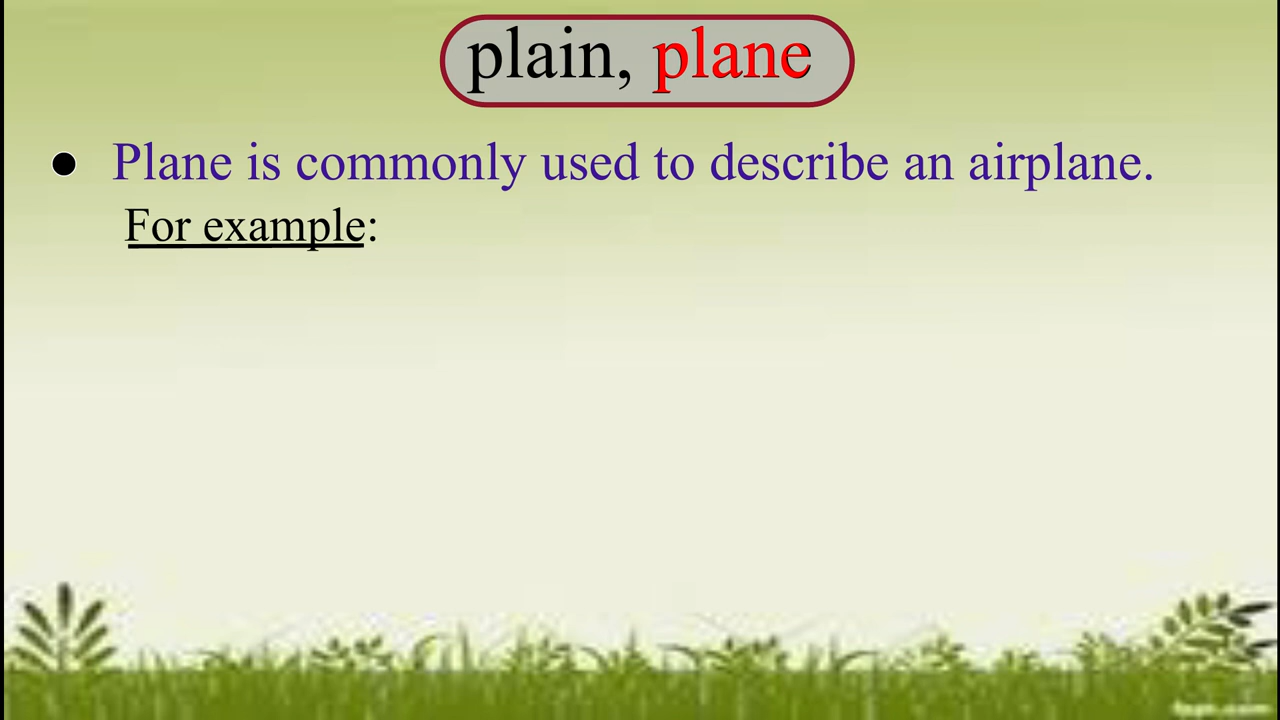 plain, plane
● Plane is commonly used to describe an airplane.
For example: